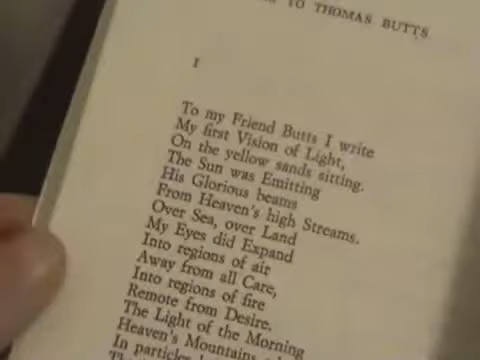 TO THOMAS BUTTS
I
To my Friend Butts I write
My first Vision of Light,
On the yellow sands sitting.
The Sun was Emitting
His Glorious beams
From Heaven's high Streams.
Over Sea, over Land
My Eyes did Expand
Into regions of air
Away from all Care,
Into regions of fire
Remote from Desire.
The Light of the Morning
Heaven's Mountains
In particles